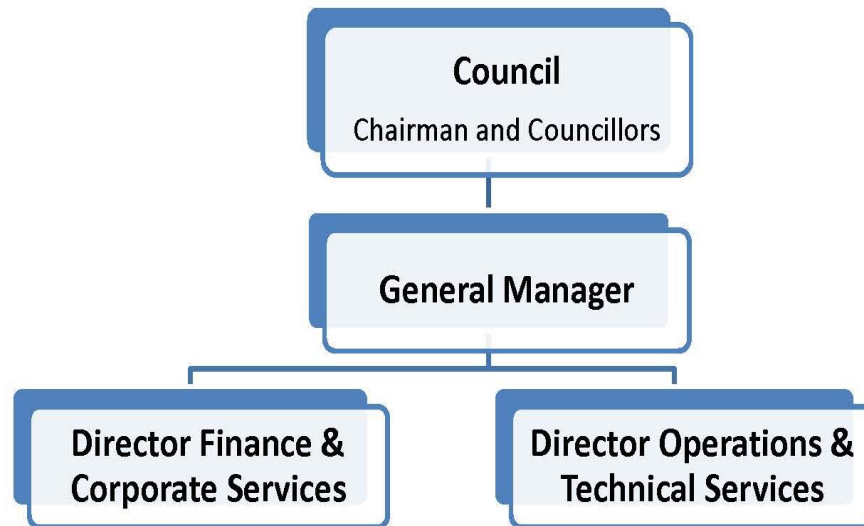 Council
Chairman and Councillors
General Manager
Director Finance &
Corporate Services
Director Operations &
Technical Services